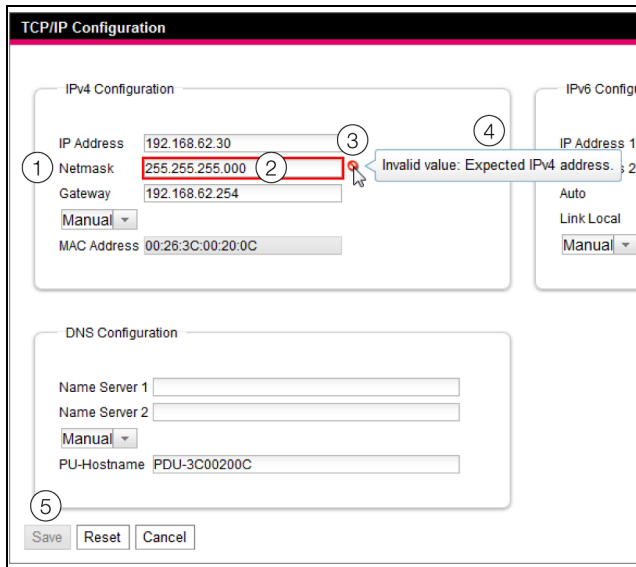 TCP/IP Configuration
IPv4 Configuration
IP Address 192.168.62.30 3
1 Netmask 255.255.255.000 2
4
Invalid value: Expected IPv4 address.
Gateway 192.168.62.254
Manual
MAC Address 00:26:3C:00:20:0C
IPv6 Config
IP Address 1
s 2
Auto
Link Local
Manual
DNS Configuration
Name Server 1
Name Server 2
Manual
PU-Hostname PDU-3C00200C
5
Save Reset Cancel